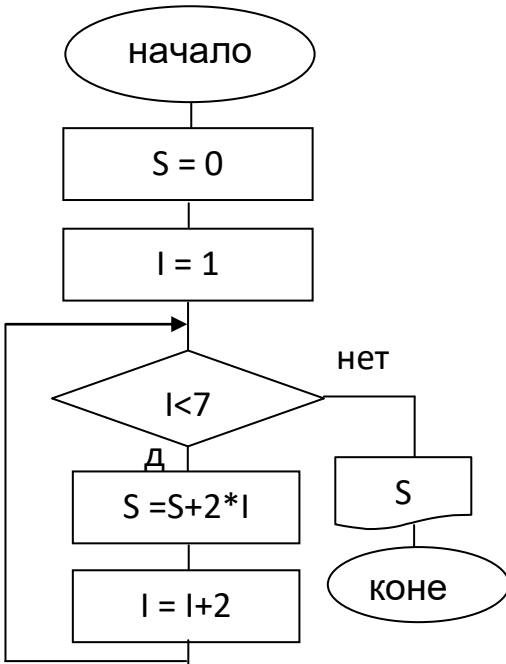 начало
S = 0
I = 1
нет
I<7
д
S =S+2*I
S
I = I+2
коне